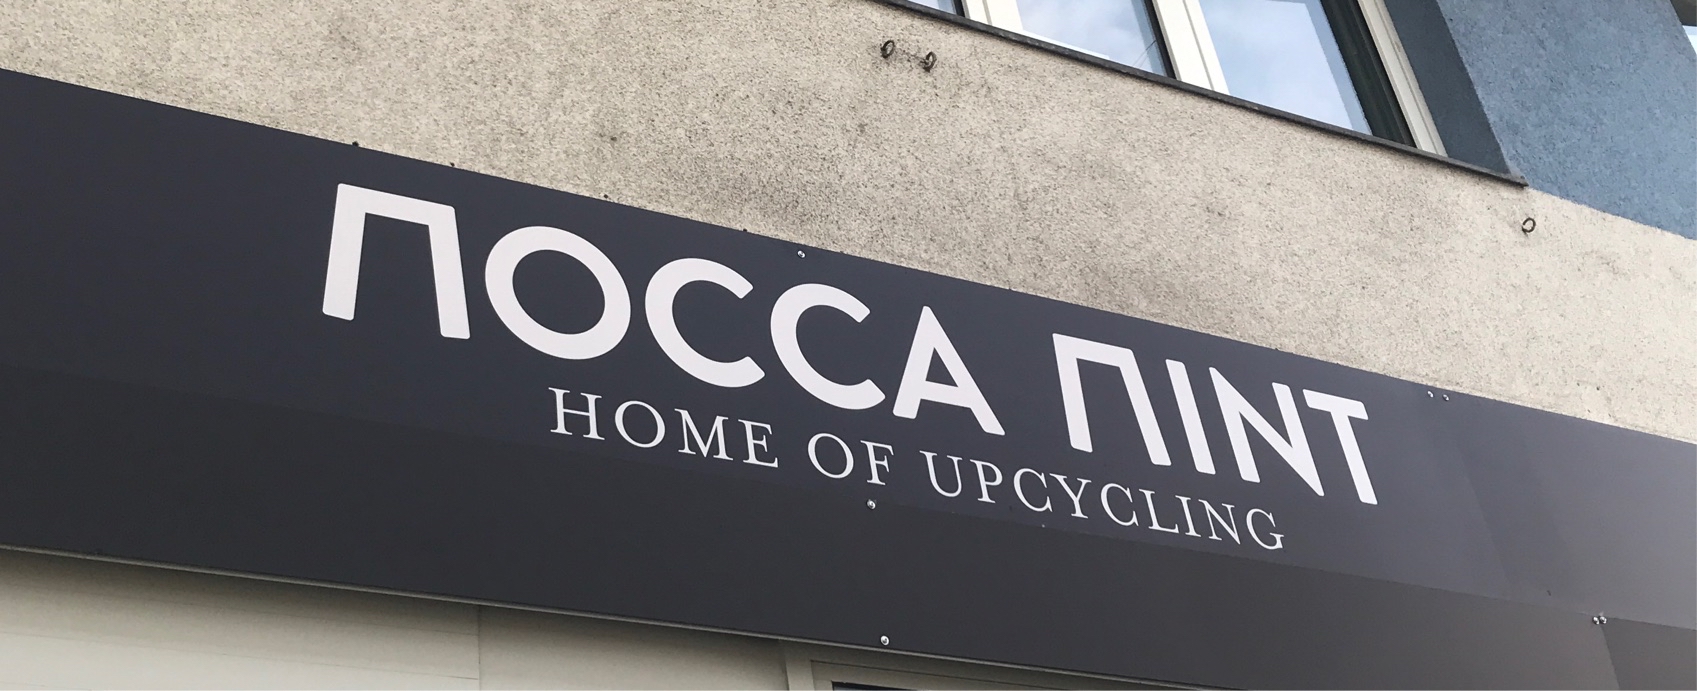 ПOCCA ПINT
HOME OF UPCYCLING